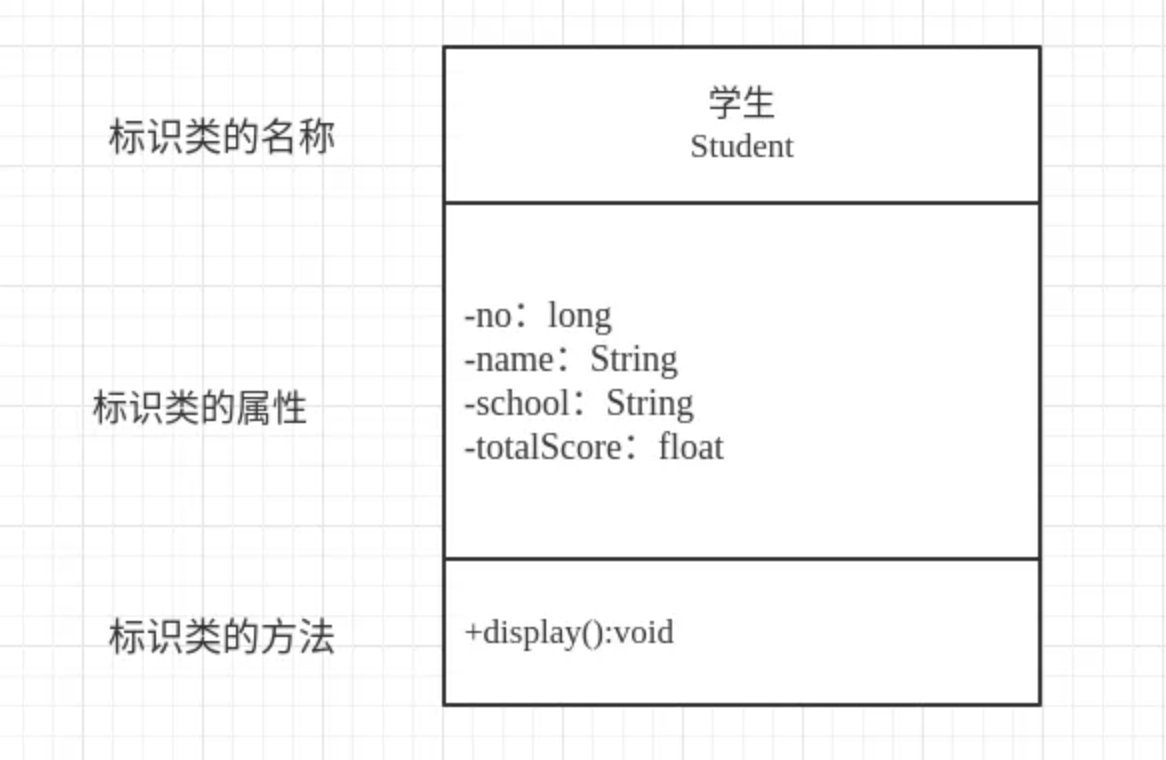 标识类的名称
学生
Student
标识类的属性
-no：long
-name：String
-school：String
-totalScore：float
标识类的方法
+display():void